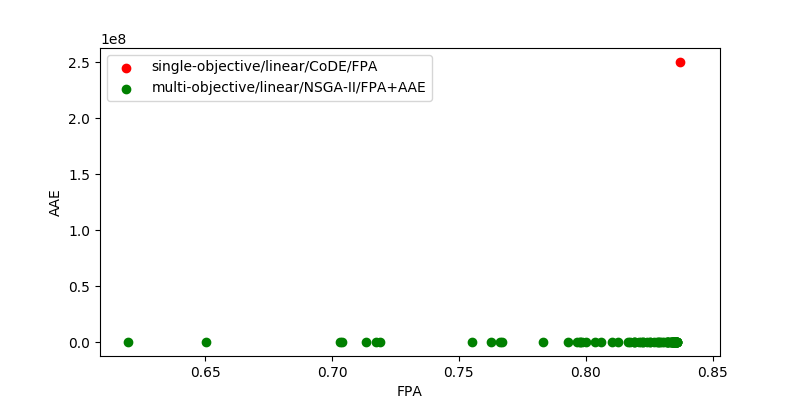 1e8
single-objective/linear/CoDE/FPA
multi-objective/linear/NSGA-II/FPA+AAE
2.5
2.0
1.5
1.0
0.5
0.0
AAE
0.65 0.70 0.75 0.80 0.85
FPA